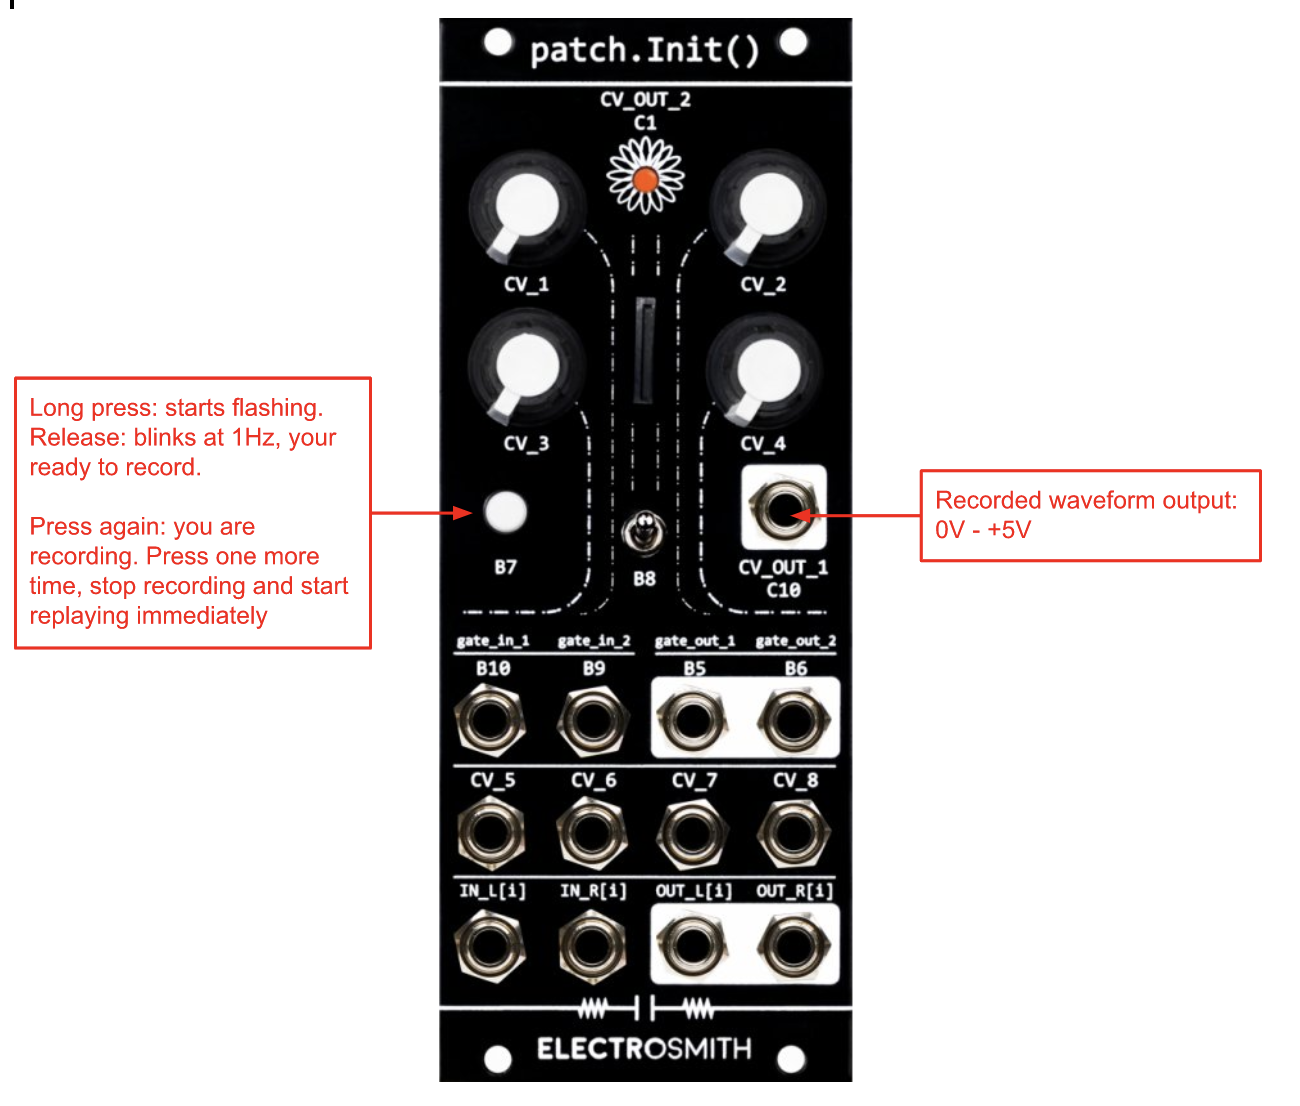 patch.Init()
CV_OUT_2
C1
CV_1
CV_2
CV_3
CV_4
Long press: starts flashing.
Release: blinks at 1Hz, your
ready to record.
Press again: you are
recording. Press one more
time, stop recording and start
replaying immediately
Recorded waveform output:
0V - +5V
B7
B8
CV_OUT_1
C10
gate_in_1
gate_in_2
gate_out_1
gate_out_2
B10
B9
B5
B6
CV_5
CV_6
CV_7
CV_8
IN_L[i]
IN_R[i]
OUT_L[i]
OUT_R[i]
ELECTROSMITH